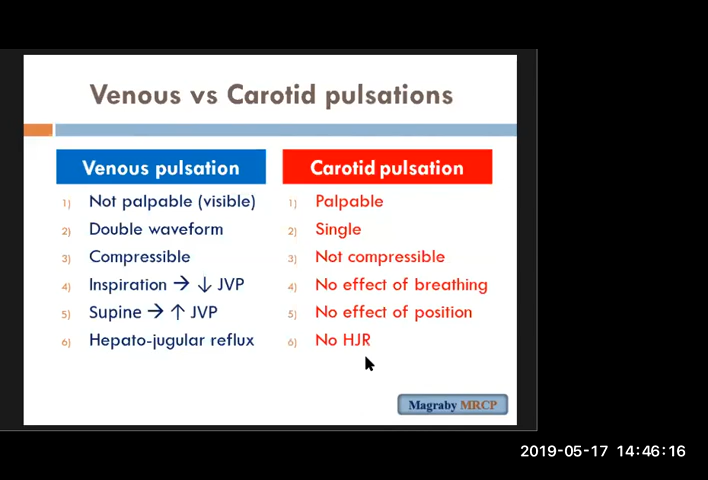 Venous vs Carotid pulsations
Venous pulsation
1) Not palpable (visible)
2) Double waveform
3) Compressible
4) Inspiration → ↓ JVP
5) Supine → ↑ JVP
6) Hepato-jugular reflux
Carotid pulsation
1) Palpable
2) Single
3) Not compressible
4) No effect of breathing
5) No effect of position
6) No HJR
Magraby MRCP
2019-05-17 14:46:16